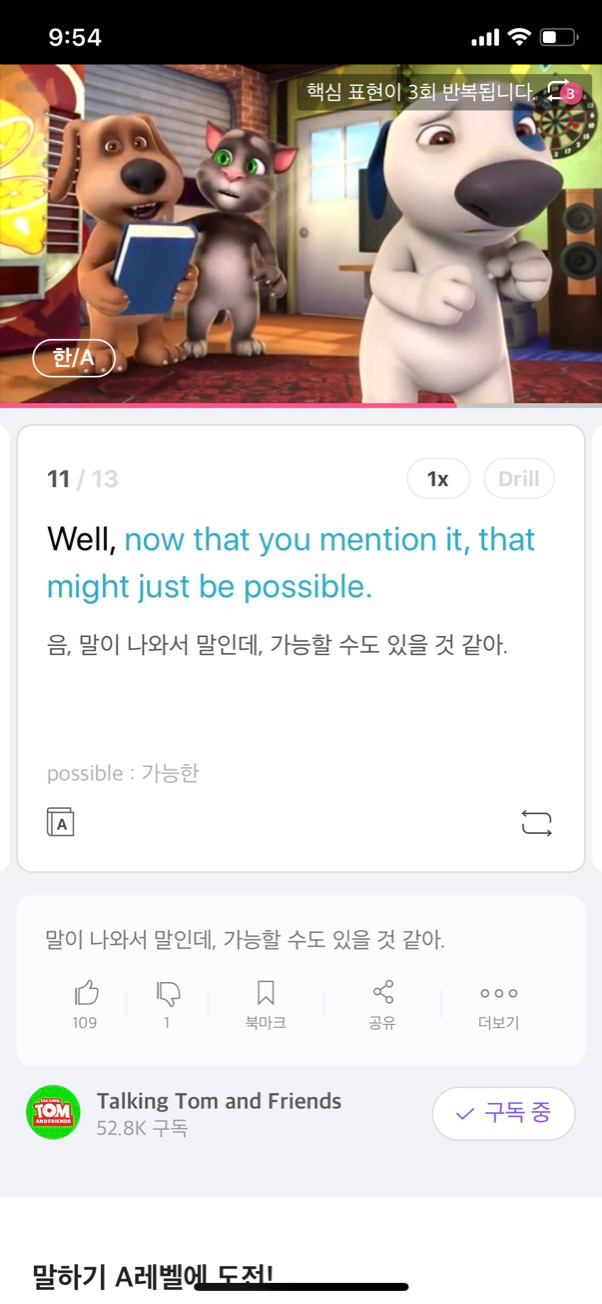 9:54
핵심 표현이 3회 반복됩니다. 3
한/A
11 / 13
1x
Drill
Well, now that you mention it, that
might just be possible.
음, 말이 나와서 말인데, 가능할 수도 있을 것 같아.
possible : 가능한
A
말이 나와서 말인데, 가능할 수도 있을 것 같아.
109
1
북마크
공유
더보기
TALKING
TOM
AND FRIENDS
Talking Tom and Friends
52.8K 구독
구독 중
말하기 A레벨에 도전!